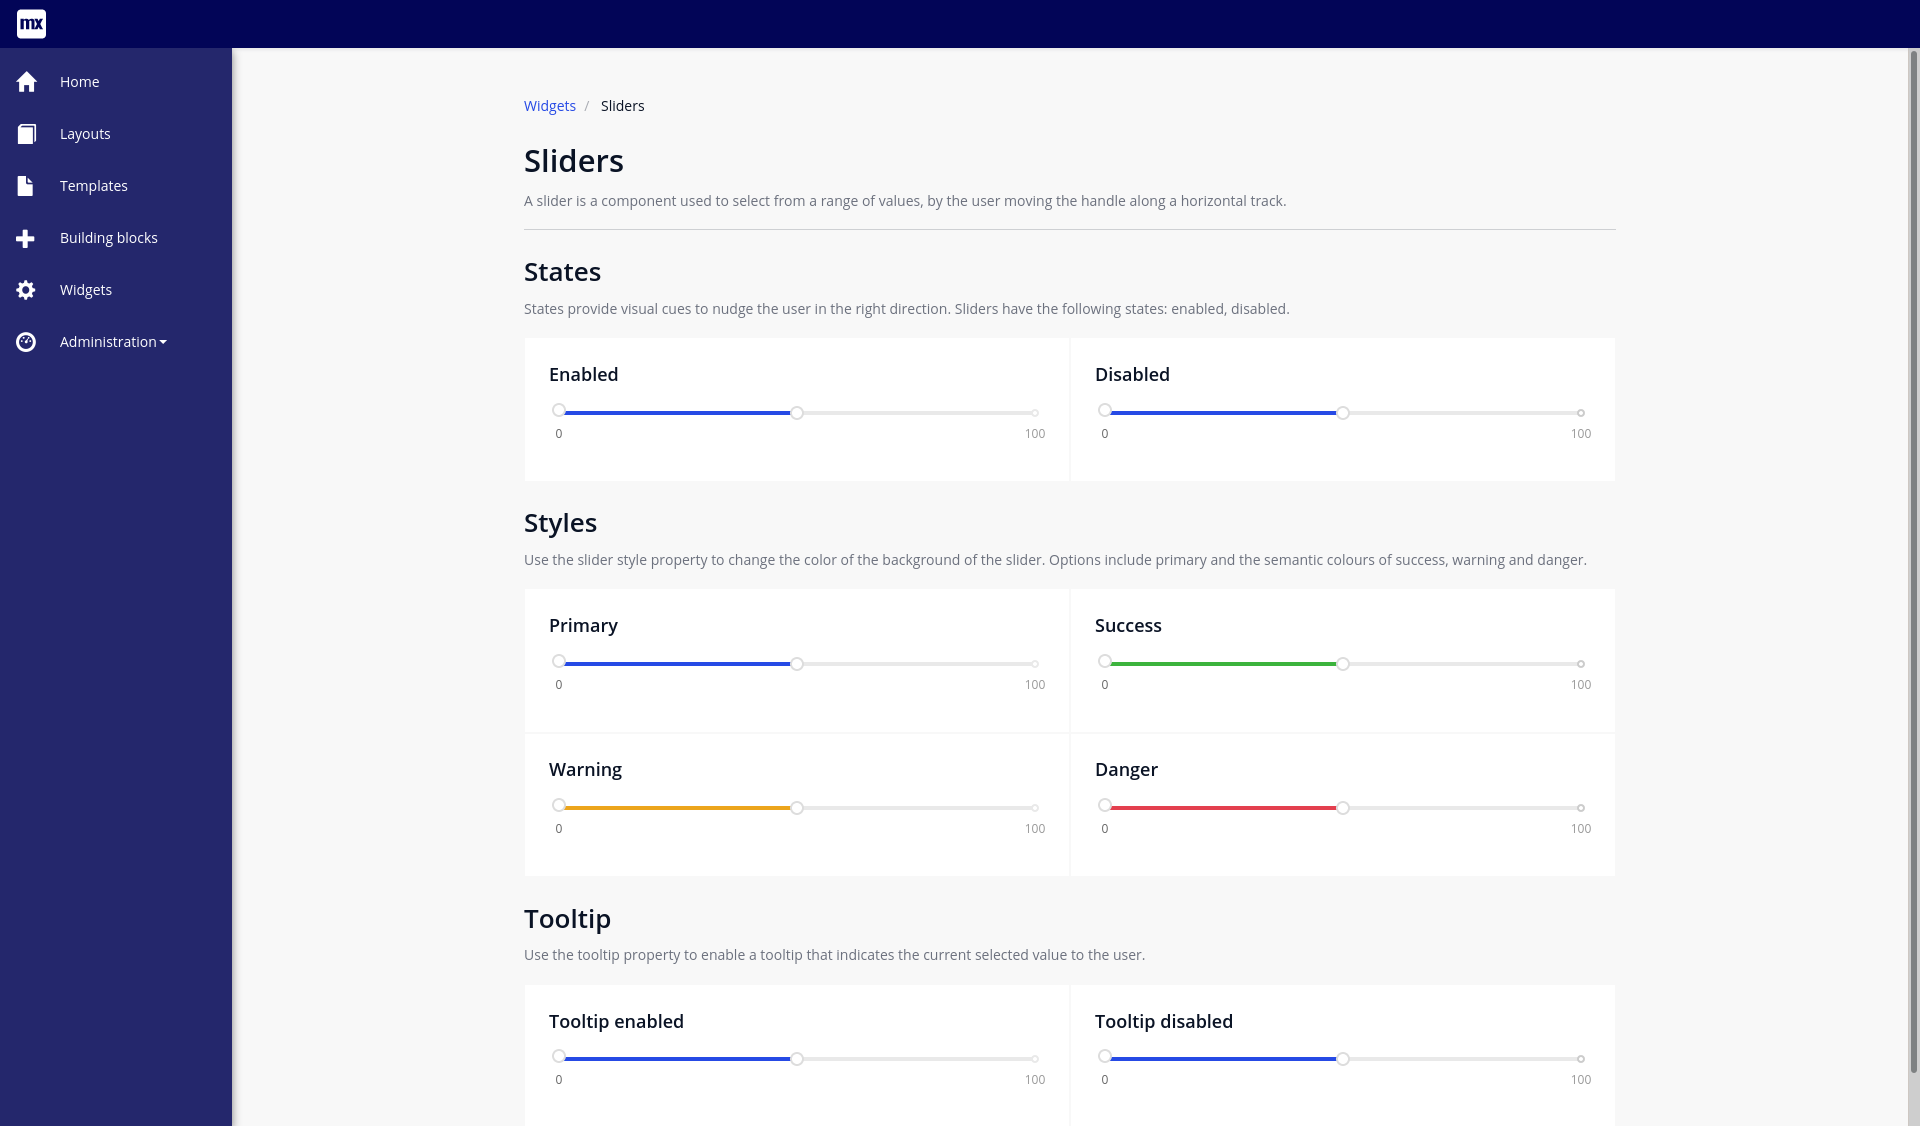 mx
Home
Layouts
Templates
Building blocks
Widgets
Administration
Widgets / Sliders
Sliders
A slider is a component used to select from a range of values, by the user moving the handle along a horizontal track.
States
States provide visual cues to nudge the user in the right direction. Sliders have the following states: enabled, disabled.
Enabled
0 100
Disabled
0 100
Styles
Use the slider style property to change the color of the background of the slider. Options include primary and the semantic colours of success, warning and danger.
Primary
0 100
Success
0 100
Warning
0 100
Danger
0 100
Tooltip
Use the tooltip property to enable a tooltip that indicates the current selected value to the user.
Tooltip enabled
0 100
Tooltip disabled
0 100